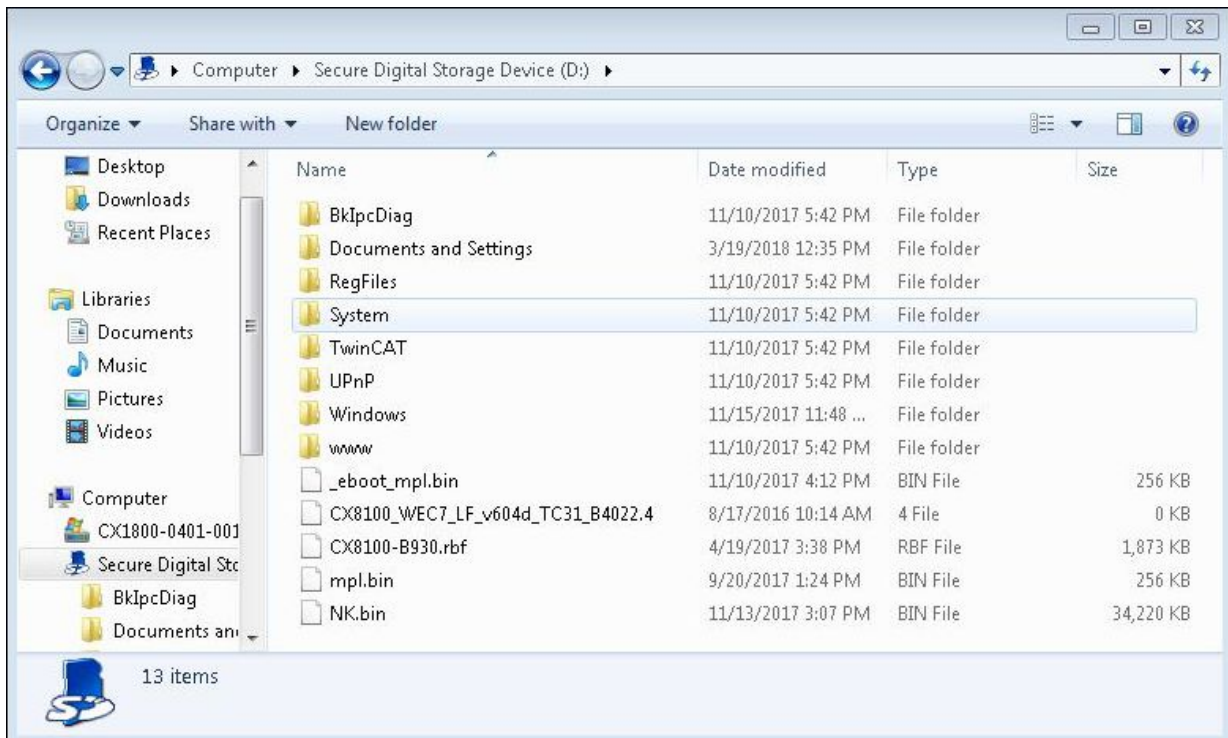 Computer ▸ Secure Digital Storage Device (D:) ▸
Organize Share with New folder
Desktop
Downloads
Recent Places
Libraries
Documents
Music
Pictures
Videos
Computer
CX1800-0401-001
Secure Digital Stc
BkIpcDiag
Documents an
Name Date modified Type Size
BkIpcDiag 11/10/2017 5:42 PM File folder
Documents and Settings 3/19/2018 12:35 PM File folder
RegFiles 11/10/2017 5:42 PM File folder
System 11/10/2017 5:42 PM File folder
TwinCAT 11/10/2017 5:42 PM File folder
UPnP 11/10/2017 5:42 PM File folder
Windows 11/15/2017 11:48 ... File folder
www 11/10/2017 5:42 PM File folder
_eboot_mpl.bin 11/10/2017 4:12 PM BIN File 256 KB
CX8100_WEC7_LF_v604d_TC31_B4022.4 8/17/2016 10:14 AM 4 File 0 KB
CX8100-B930.rbf 4/19/2017 3:38 PM RBF File 1,873 KB
mpl.bin 9/20/2017 1:24 PM BIN File 256 KB
NK.bin 11/13/2017 3:07 PM BIN File 34,220 KB
13 items
SD